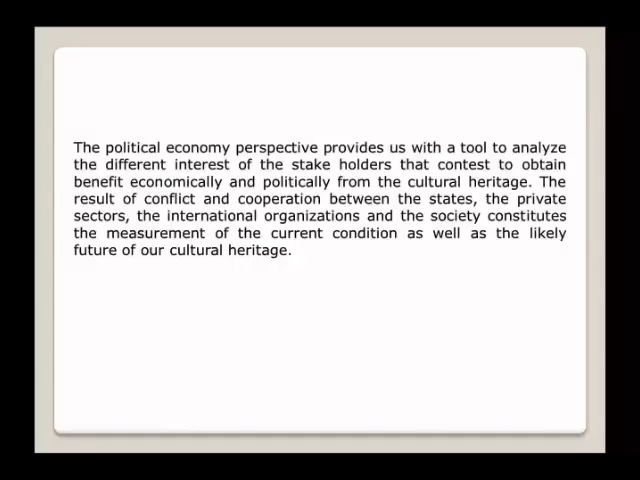 The political economy perspective provides us with a tool to analyze
the different interest of the stake holders that contest to obtain
benefit economically and politically from the cultural heritage. The
result of conflict and cooperation between the states, the private
sectors, the international organizations and the society constitutes
the measurement of the current condition as well as the likely
future of our cultural heritage.